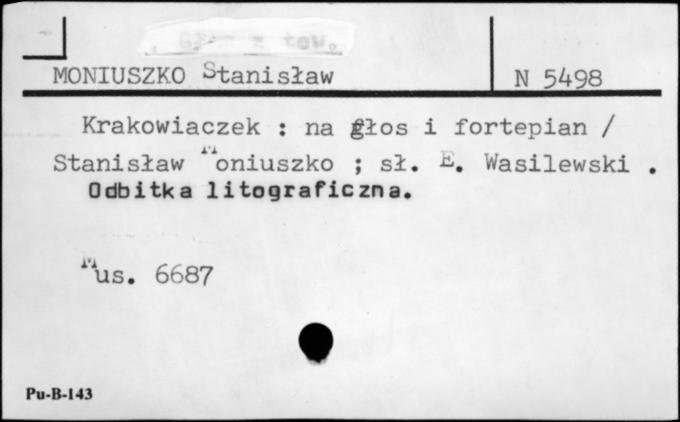 MONIUSZKO Stanisław N 5498
Krakowiaczek : na głos i fortepian /
Stanisław Moniuszko ; sł. E. Wasilewski .
Odbitka litograficzna.
Mus. 6687
Pu-B-143